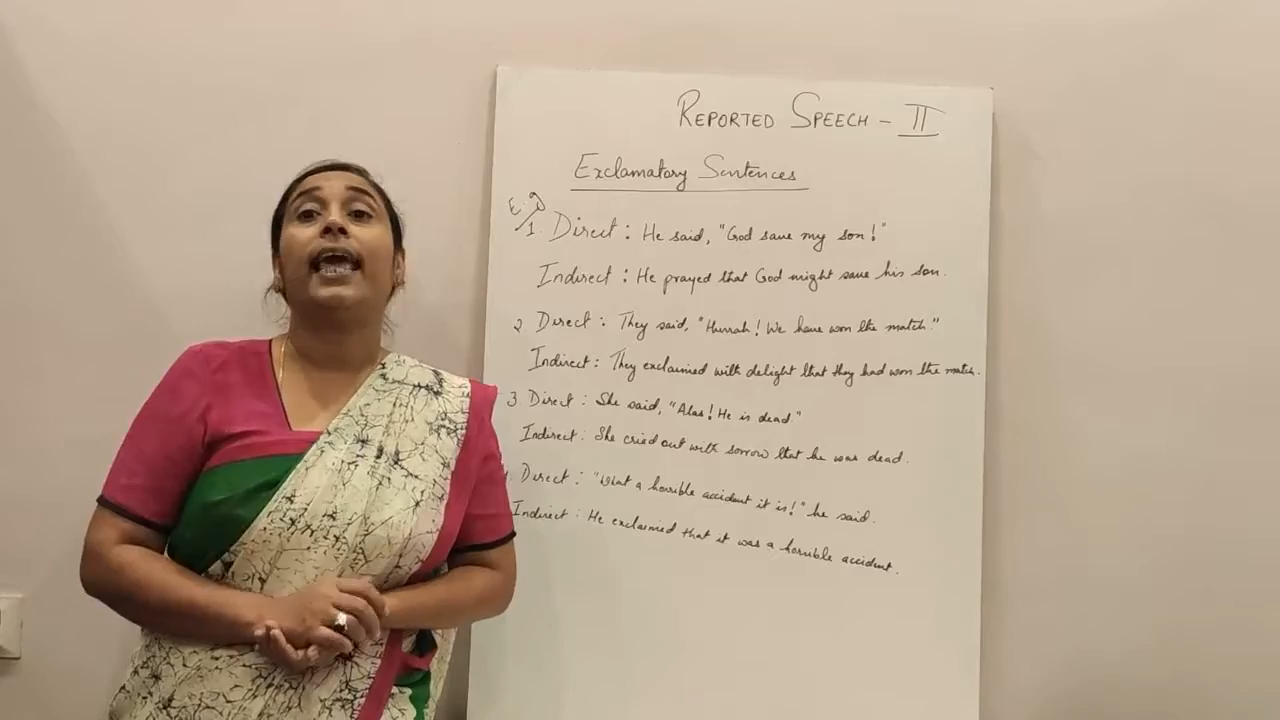 REPORTED SPEECH - II
Exclamatory Sentences
E.g
1. Direct : He said, "God save my son!"
Indirect : He prayed that God might save his son.
2 Direct : They said, "Hurrah! We have won the match."
Indirect : They exclaimed with delight that they had won the match.
3 Direct : She said, "Alas! He is dead."
Indirect : She cried out with sorrow that he was dead.
Direct : "What a horrible accident it is!" he said.
Indirect : He exclaimed that it was a horrible accident.